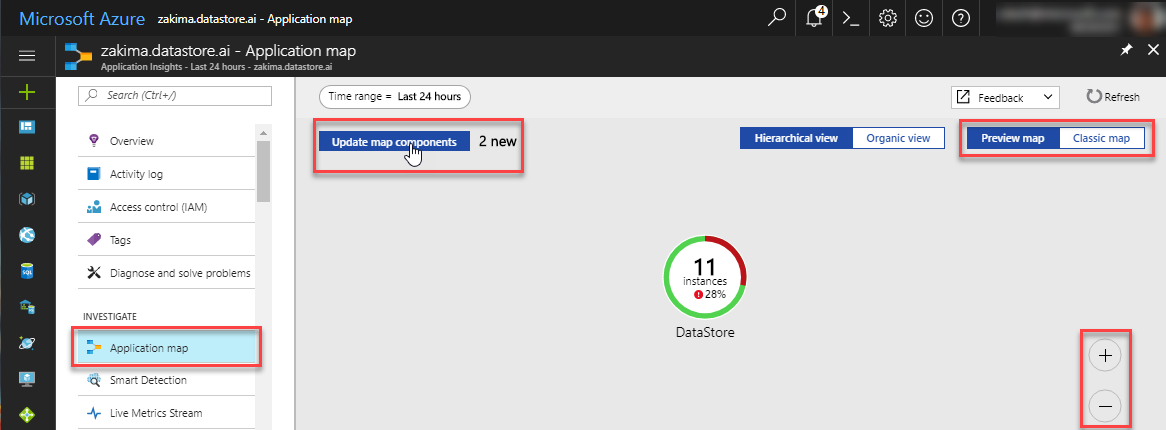 Microsoft Azure zakima.datastore.ai - Application map
4
zakima.datastore.ai - Application map
Application Insights - Last 24 hours - zakima.datastore.ai
Search (Ctrl+/)
Time range = Last 24 hours
Feedback
Refresh
Update map components
2 new
Hierarchical view
Organic view
Preview map
Classic map
Overview
Activity log
Access control (IAM)
Tags
Diagnose and solve problems
INVESTIGATE
Application map
Smart Detection
Live Metrics Stream
SQL
11
instances
28%
DataStore